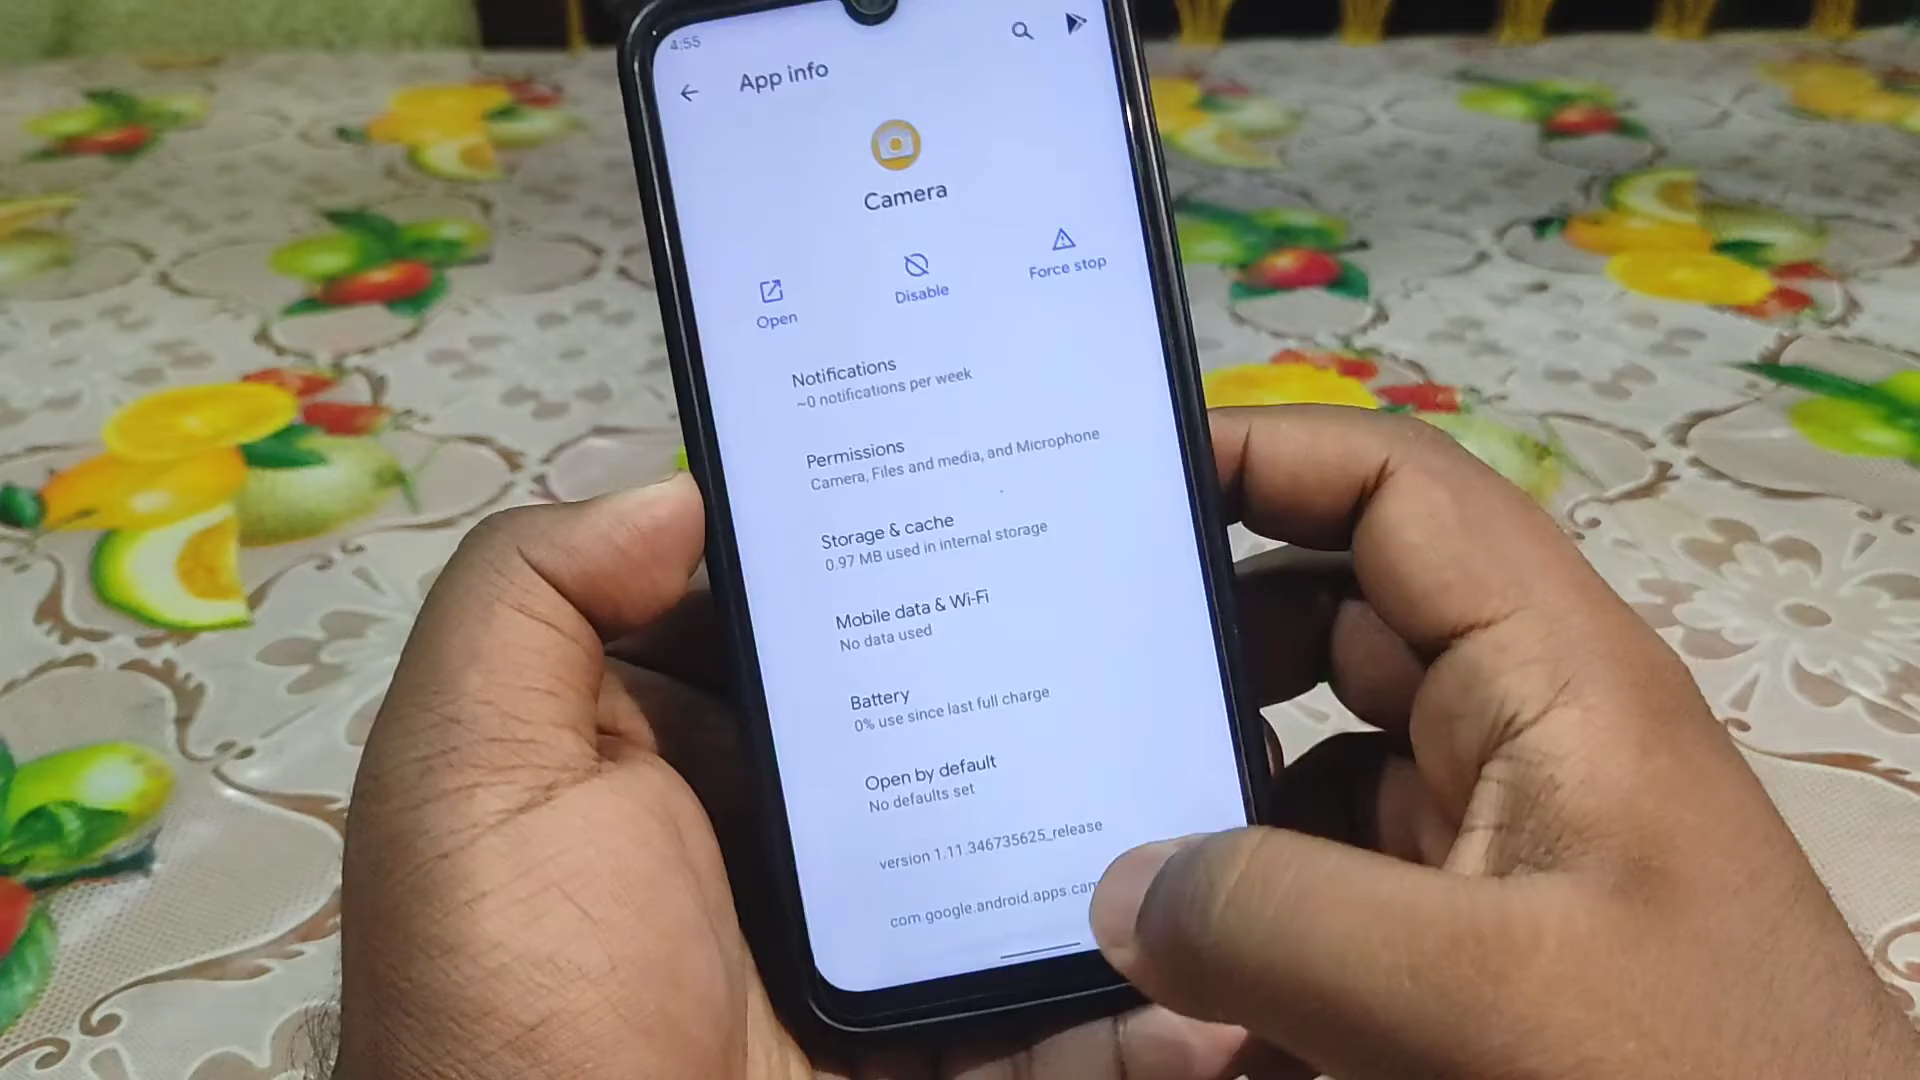 4:55
App info
Camera
Open
Disable
Force stop
Notifications
~0 notifications per week
Permissions
Camera, Files and media, and Microphone
Storage & cache
0.97 MB used in internal storage
Mobile data & Wi-Fi
No data used
Battery
0% use since last full charge
Open by default
No defaults set
version 1.11.346735625_release
com.google.android.apps.cam